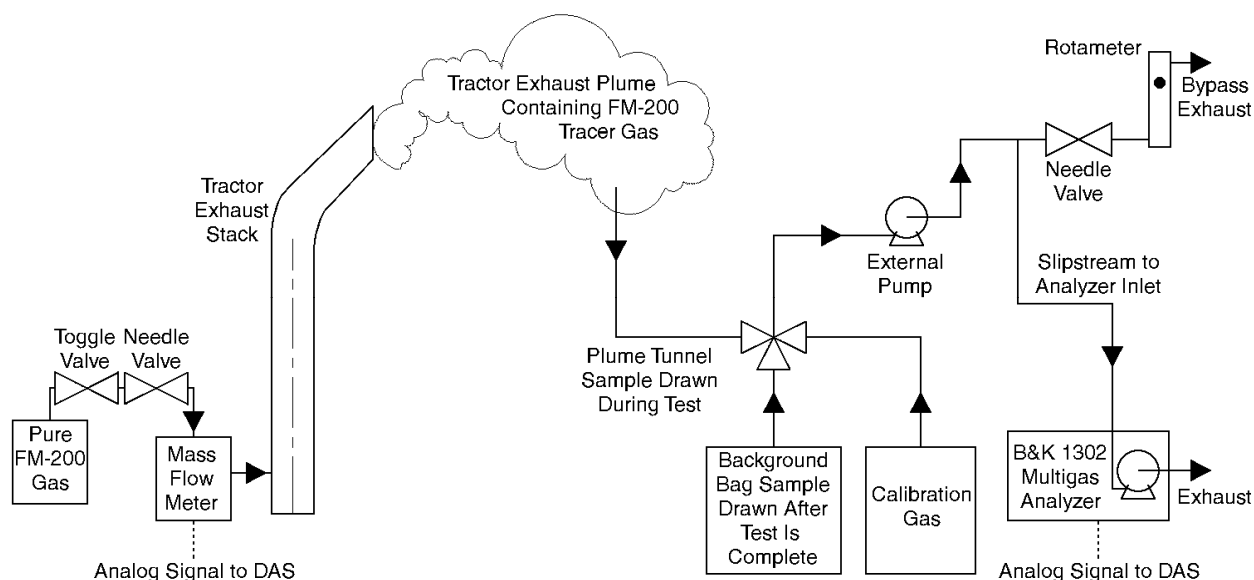 Tractor Exhaust Plume
Containing FM-200
Tracer Gas
Rotameter
Bypass
Exhaust
Needle
Valve
Tractor
Exhaust
Stack
External
Pump
Slipstream to
Analyzer Inlet
Toggle
Valve
Needle
Valve
Plume Tunnel
Sample Drawn
During Test
Pure
FM-200
Gas
Mass
Flow
Meter
Background
Bag Sample
Drawn After
Test Is
Complete
Calibration
Gas
B&K 1302
Multigas
Analyzer
Exhaust
Analog Signal to DAS
Analog Signal to DAS